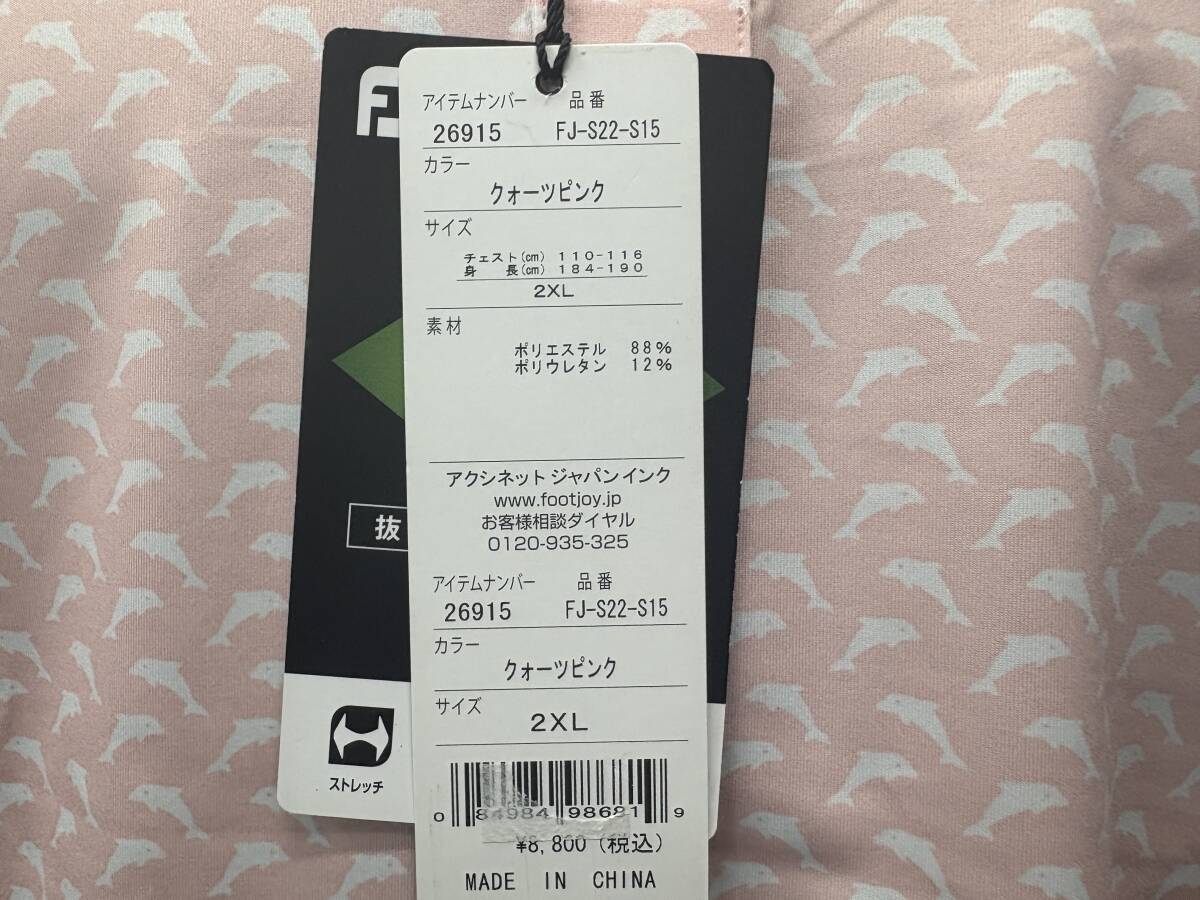 アイテムナンバー 品番
26915 FJ-S22-S15
カラー
クォーツピンク
サイズ
チェスト(cm) 110-116
身長(cm) 184-190
2XL
素材
ポリエステル 88%
ポリウレタン 12%
アクシネット ジャパン インク
www.footjoy.jp
お客様相談ダイヤル
0120-935-325
アイテムナンバー 品番
26915 FJ-S22-S15
カラー
クォーツピンク
サイズ
2XL
0 84984 98681 9
¥8,800 (税込)
MADE IN CHINA
抜
ストレッチ